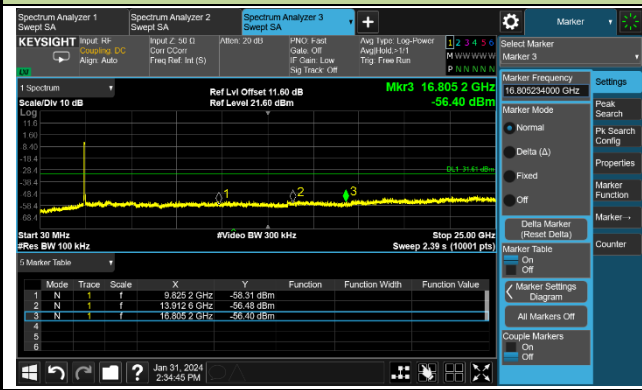 Spectrum Analyzer 1
Swept SA
Spectrum Analyzer 2
Swept SA
Spectrum Analyzer 3
Swept SA
Marker
KEYSIGHT
Input: RF
Coupling: DC
Align: Auto
Input Z: 50 Ω
Corr CCorr
Freq Ref: Int (S)
Atten: 20 dB
PNO: Fast
Gate: Off
IF Gain: Low
Sig Track: Off
Avg Type: Log-Power
Avg|Hold:>1/1
Trig: Free Run
1 2 3 4 5 6
M W W W W W
P N N N N N
Select Marker
Marker 3
1 Spectrum
Scale/Div 10 dB
Log
Ref Lvl Offset 11.60 dB
Ref Level 21.60 dBm
Mkr3 16.805 2 GHz
-56.40 dBm
11.6
1.60
-8.40
-18.4
-28.4
-38.4
-48.4
-58.4
-68.4
DL1 -31.61 dBm
1
2
3
Start 30 MHz
#Res BW 100 kHz
#Video BW 300 kHz
Stop 25.00 GHz
Sweep 2.39 s (10001 pts)
5 Marker Table
Mode Trace Scale X Y Function Function Width Function Value
1 N 1 f 9.825 2 GHz -58.31 dBm
2 N 1 f 13.912 6 GHz -56.48 dBm
3 N 1 f 16.805 2 GHz -56.40 dBm
4
5
6
Jan 31, 2024
2:34:45 PM
Marker Frequency
16.805234000 GHz
Marker Mode
Normal
Delta (Δ)
Fixed
Off
Delta Marker
(Reset Delta)
Marker Table
On
Off
Marker Settings
Diagram
All Markers Off
Couple Markers
On
Off
Settings
Peak
Search
Pk Search
Config
Properties
Marker
Function
Marker→
Counter